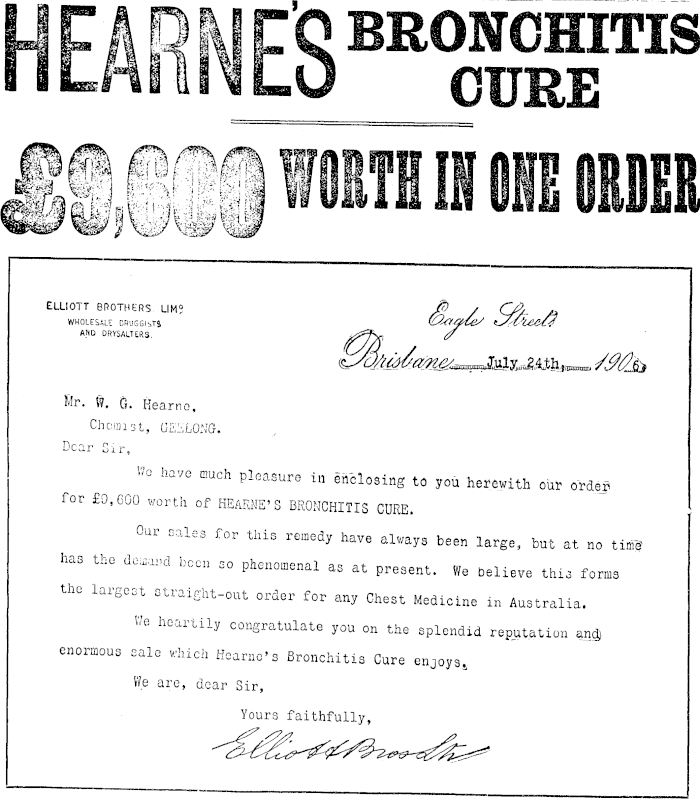 HEARNE'S BRONCHITIS
CURE
£9,600 WORTH IN ONE ORDER
ELLIOTT BROTHERS LIMD
WHOLESALE DRUGGISTS
AND DRYSALTERS.
Eagle Street,
Brisbane July 24th, 1906,
Mr. W. G. Hearne,
Chemist, GEELONG.
Dear Sir,
We have much pleasure in enclosing to you herewith our order
for £9,600 worth of HEARNE'S BRONCHITIS CURE.
Our sales for this remedy have always been large, but at no time
has the demand been so phenomenal as at present. We believe this forms
the largest straight-out order for any Chest Medicine in Australia.
We heartily congratulate you on the splendid reputation and
enormous sale which Hearne's Bronchitis Cure enjoys.
We are, dear Sir,
Yours faithfully,
Elliott Bros Ltd